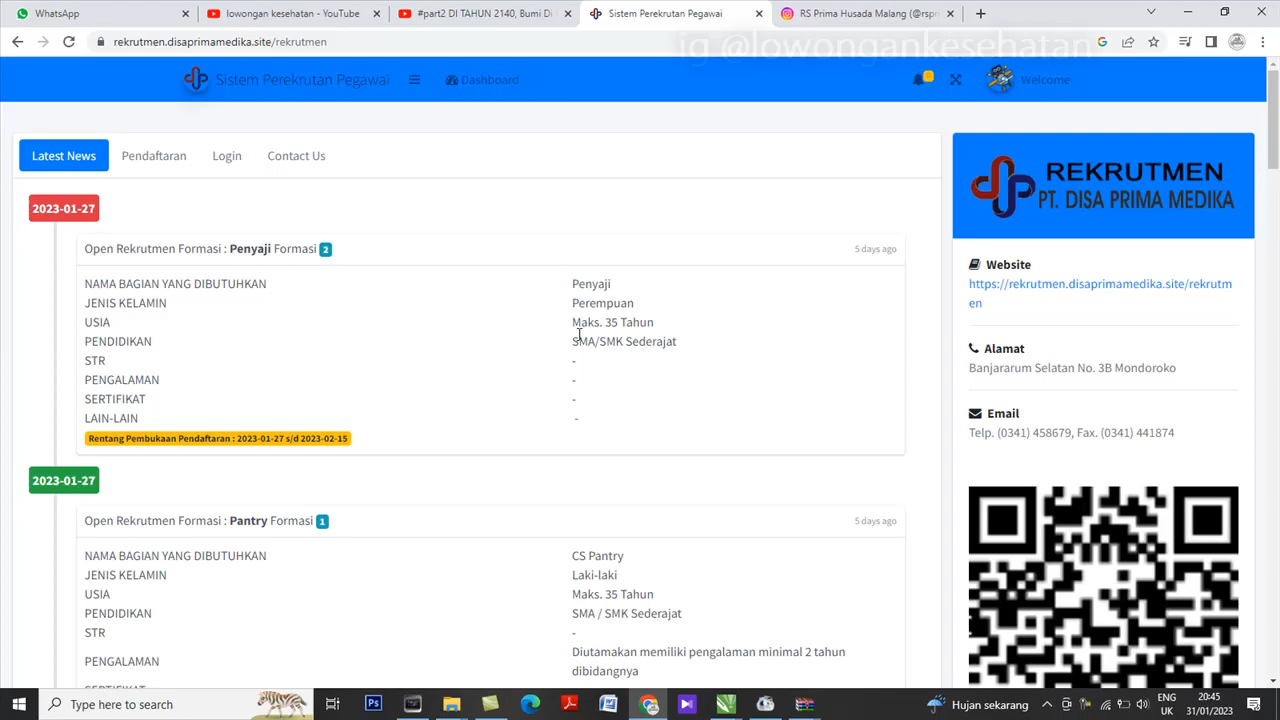 WhatsApp
lowongan kesehatan - YouTube
#part2 DI TAHUN 2140, Bumi Di
Sistem Perekrutan Pegawai
RS Prima Husada Malang (@rspr
rekrutmen.disaprimamedika.site/rekrutmen
ig @lowongankesehatan
Sistem Perekrutan Pegawai
Dashboard
Welcome
Latest News
Pendaftaran
Login
Contact Us
2023-01-27
Open Rekrutmen Formasi : Penyaji Formasi 2
5 days ago
NAMA BAGIAN YANG DIBUTUHKAN Penyaji
JENIS KELAMIN Perempuan
USIA Maks. 35 Tahun
PENDIDIKAN SMA/SMK Sederajat
STR -
PENGALAMAN -
SERTIFIKAT -
LAIN-LAIN -
Rentang Pembukaan Pendaftaran : 2023-01-27 s/d 2023-02-15
2023-01-27
Open Rekrutmen Formasi : Pantry Formasi 1
5 days ago
NAMA BAGIAN YANG DIBUTUHKAN CS Pantry
JENIS KELAMIN Laki-laki
USIA Maks. 35 Tahun
PENDIDIKAN SMA / SMK Sederajat
STR -
PENGALAMAN Diutamakan memiliki pengalaman minimal 2 tahun
dibidangnya
SERTIFIKAT
REKRUTMEN
PT. DISA PRIMA MEDIKA
Website
https://rekrutmen.disaprimamedika.site/rekrutm
en
Alamat
Banjararum Selatan No. 3B Mondoroko
Email
Telp. (0341) 458679, Fax. (0341) 441874
Type here to search
Ps
Hujan sekarang
ENG
UK
20:45
31/01/2023